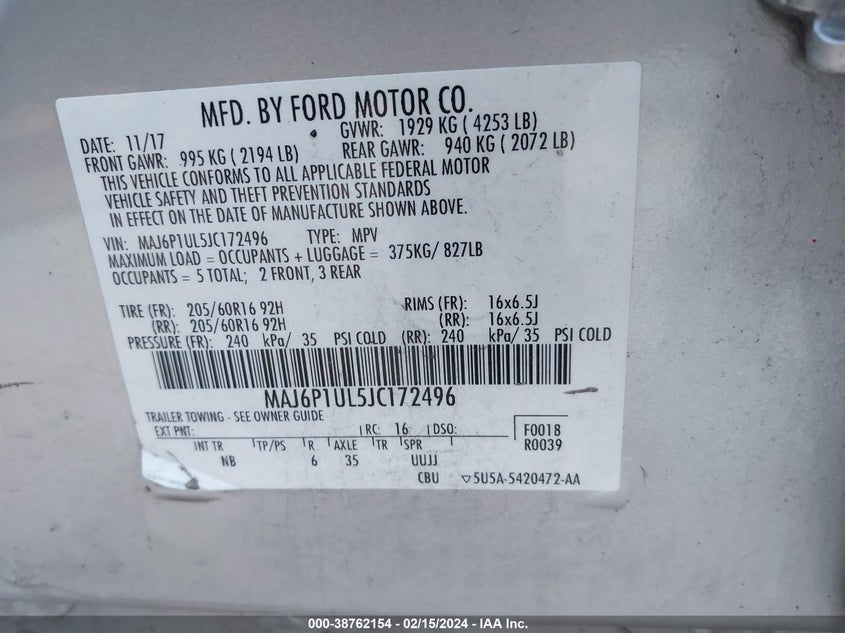 MFD. BY FORD MOTOR CO.
DATE: 11/17 GVWR: 1929 KG ( 4253 LB)
FRONT GAWR: 995 KG ( 2194 LB) REAR GAWR: 940 KG ( 2072 LB)
THIS VEHICLE CONFORMS TO ALL APPLICABLE FEDERAL MOTOR
VEHICLE SAFETY AND THEFT PREVENTION STANDARDS
IN EFFECT ON THE DATE OF MANUFACTURE SHOWN ABOVE.
VIN: MAJ6P1UL5JC172496 TYPE: MPV
MAXIMUM LOAD = OCCUPANTS + LUGGAGE = 375KG/ 827LB
OCCUPANTS = 5 TOTAL; 2 FRONT, 3 REAR
TIRE (FR): 205/60R16 92H RIMS (FR): 16x6.5J
(RR): 205/60R16 92H (RR): 16x6.5J
PRESSURE (FR): 240 kPa/ 35 PSI COLD (RR): 240 kPa/ 35 PSI COLD
MAJ6P1UL5JC172496
TRAILER TOWING - SEE OWNER GUIDE
EXT PNT: RC: 16 DSO: F0018
INT TR TP/PS R AXLE TR SPR R0039
NB 6 35 UUJJ
CBU ▽5U5A-5420472-AA
000-38762154 - 02/15/2024 - IAA Inc.